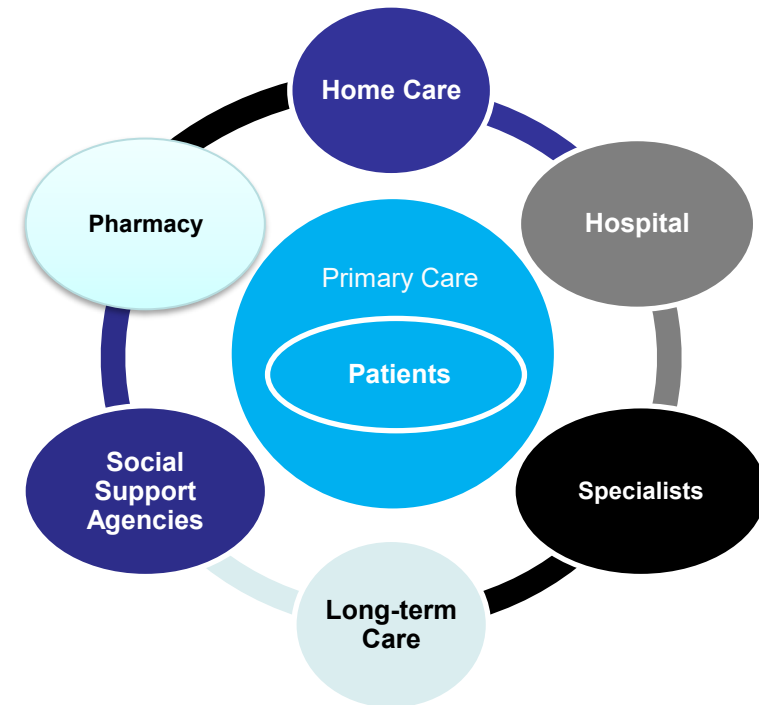 Home Care
Pharmacy
Hospital
Primary Care
Patients
Social
Support
Agencies
Specialists
Long-term
Care